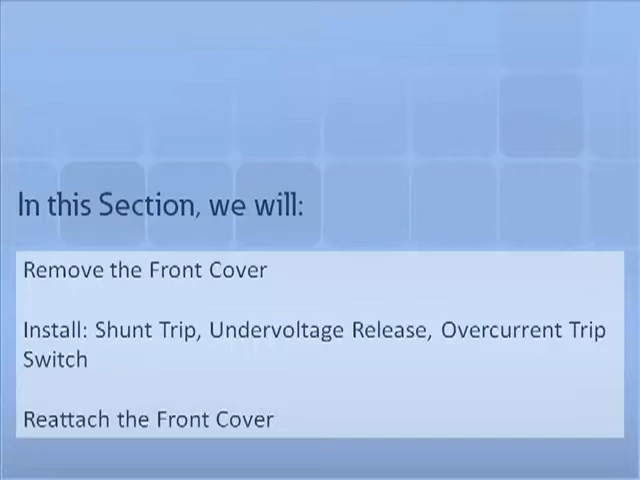 In this Section, we will:
Remove the Front Cover
Install: Shunt Trip, Undervoltage Release, Overcurrent Trip
Switch
Reattach the Front Cover